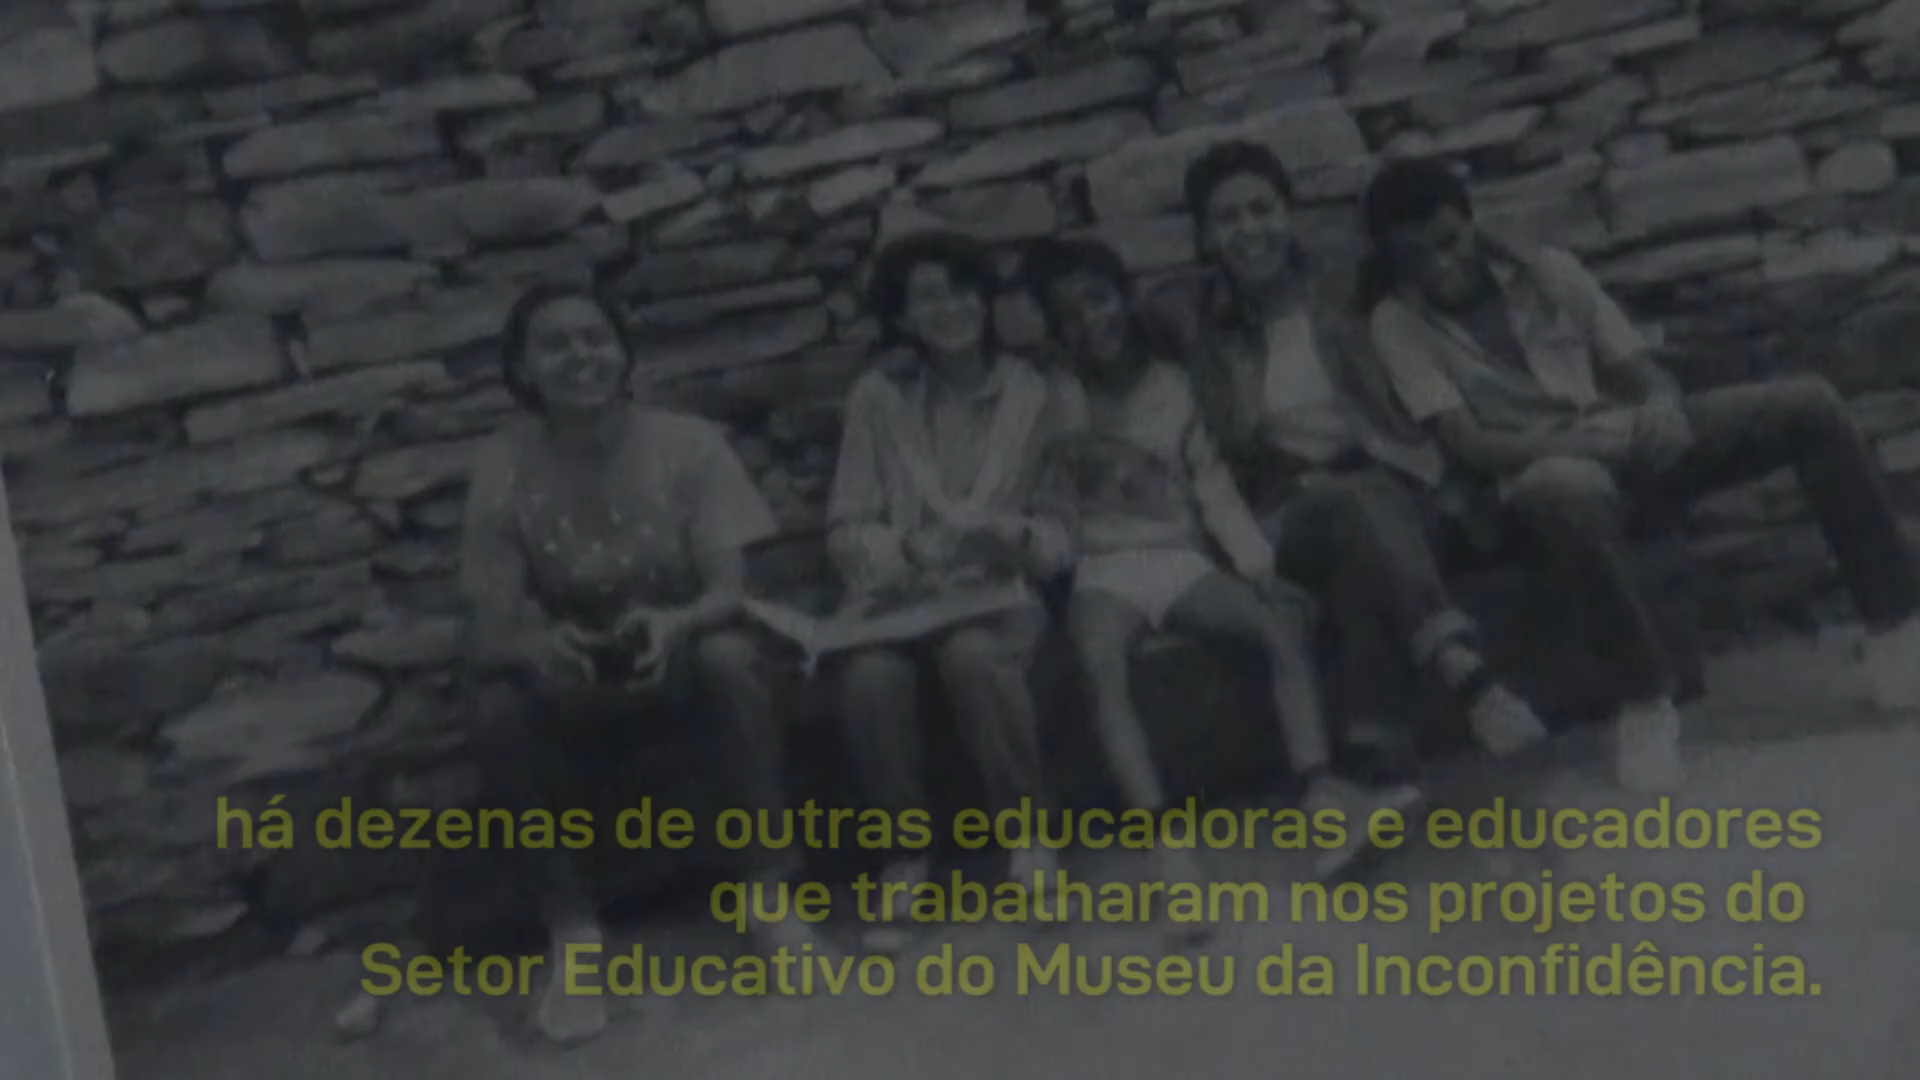 há dezenas de outras educadoras e educadores
que trabalharam nos projetos do
Setor Educativo do Museu da Inconfidência.